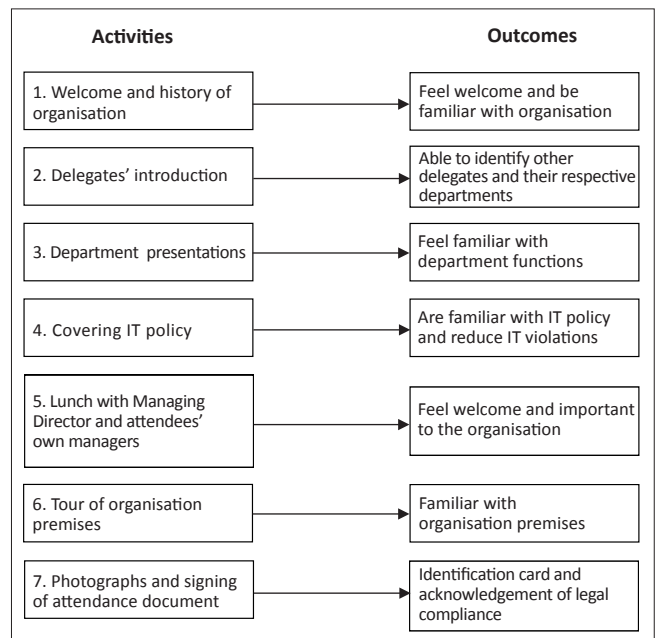 Activities
Outcomes
1. Welcome and history of
organisation
Feel welcome and be
familiar with organisation
2. Delegates' introduction
Able to identify other
delegates and their respective
departments
3. Department presentations
Feel familiar with
department functions
4. Covering IT policy
Are familiar with IT policy
and reduce IT violations
5. Lunch with Managing
Director and attendees'
own managers
Feel welcome and important
to the organisation
6. Tour of organisation
premises
Familiar with
organisation premises
7. Photographs and signing
of attendance document
Identification card and
acknowledgement of legal
compliance